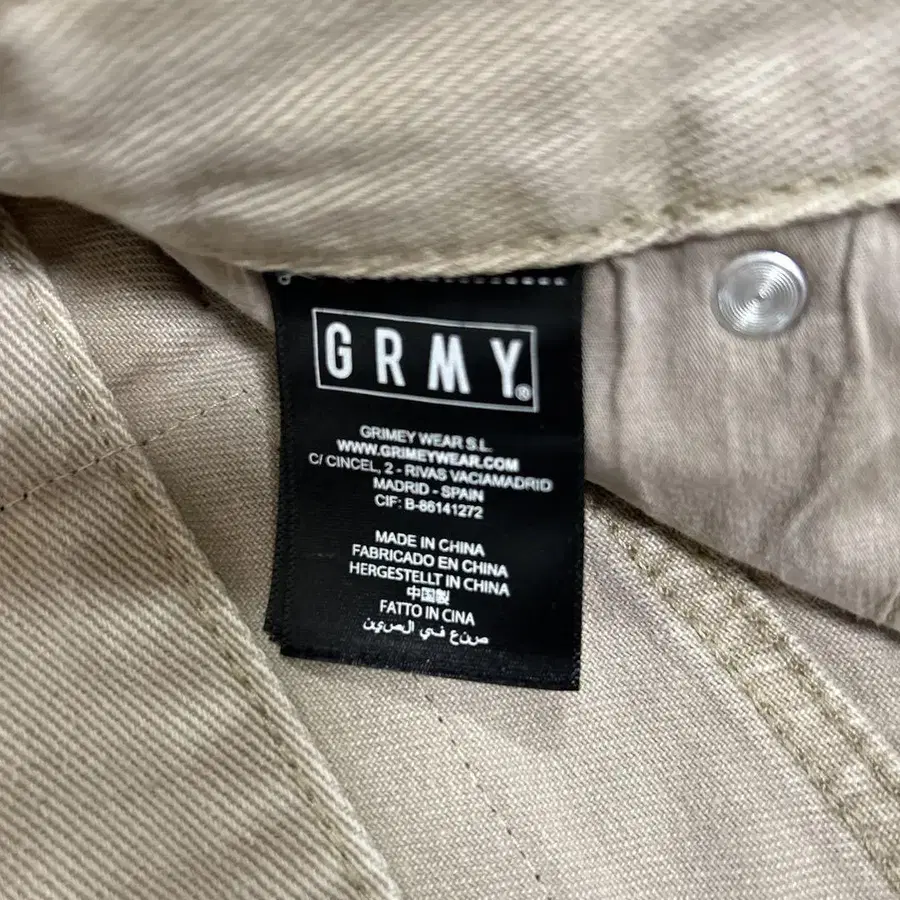 GRMY®
GRIMEY WEAR S.L.
WWW.GRIMEYWEAR.COM
C/ CINCEL, 2 - RIVAS VACIAMADRID
MADRID - SPAIN
CIF: B-86141272
MADE IN CHINA
FABRICADO EN CHINA
HERGESTELLT IN CHINA
中国製
FATTO IN CINA
صنع في الصين